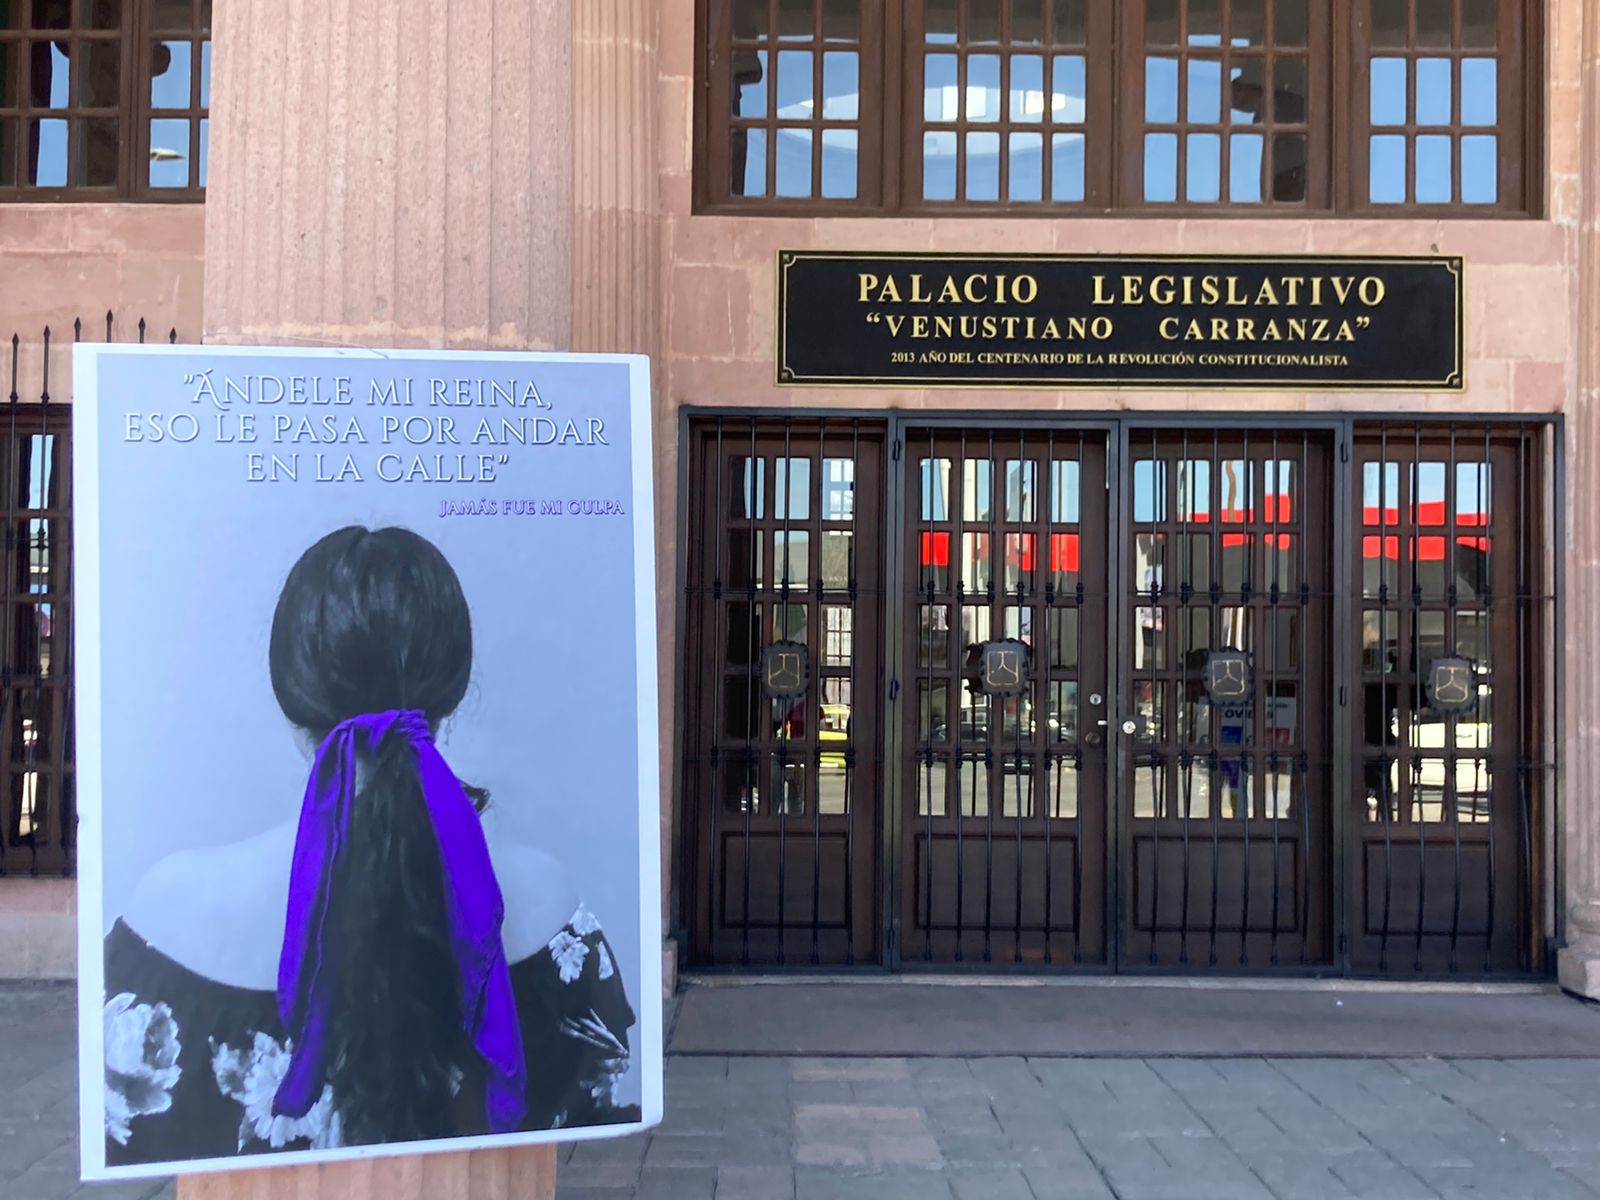 "ÁNDELE MI REINA,
ESO LE PASA POR ANDAR
EN LA CALLE"
JAMÁS FUE MI CULPA
PALACIO LEGISLATIVO
"VENUSTIANO CARRANZA"
2013 AÑO DEL CENTENARIO DE LA REVOLUCIÓN CONSTITUCIONALISTA